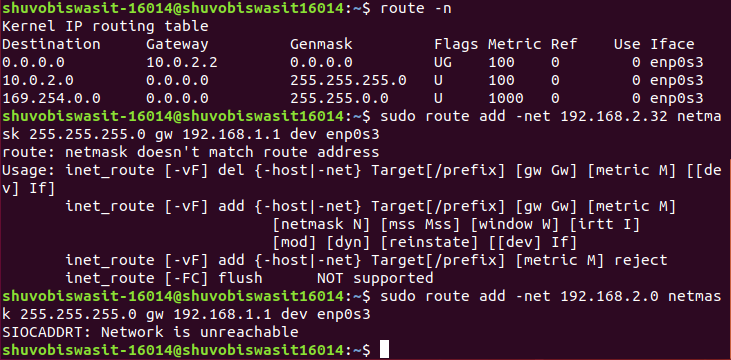 shuvobiswasit-16014@shuvobiswasit16014:~$ route -n
Kernel IP routing table
Destination     Gateway         Genmask         Flags Metric Ref    Use Iface
0.0.0.0         10.0.2.2        0.0.0.0         UG    100    0        0 enp0s3
10.0.2.0        0.0.0.0         255.255.255.0   U     100    0        0 enp0s3
169.254.0.0     0.0.0.0         255.255.0.0     U     1000   0        0 enp0s3
shuvobiswasit-16014@shuvobiswasit16014:~$ sudo route add -net 192.168.2.32 netma
sk 255.255.255.0 gw 192.168.1.1 dev enp0s3
route: netmask doesn't match route address
Usage: inet_route [-vF] del {-host|-net} Target[/prefix] [gw Gw] [metric M] [[de
v] If]
       inet_route [-vF] add {-host|-net} Target[/prefix] [gw Gw] [metric M]
                              [netmask N] [mss Mss] [window W] [irtt I]
                              [mod] [dyn] [reinstate] [[dev] If]
       inet_route [-vF] add {-host|-net} Target[/prefix] [metric M] reject
       inet_route [-FC] flush      NOT supported
shuvobiswasit-16014@shuvobiswasit16014:~$ sudo route add -net 192.168.2.0 netmas
k 255.255.255.0 gw 192.168.1.1 dev enp0s3
SIOCADDRT: Network is unreachable
shuvobiswasit-16014@shuvobiswasit16014:~$